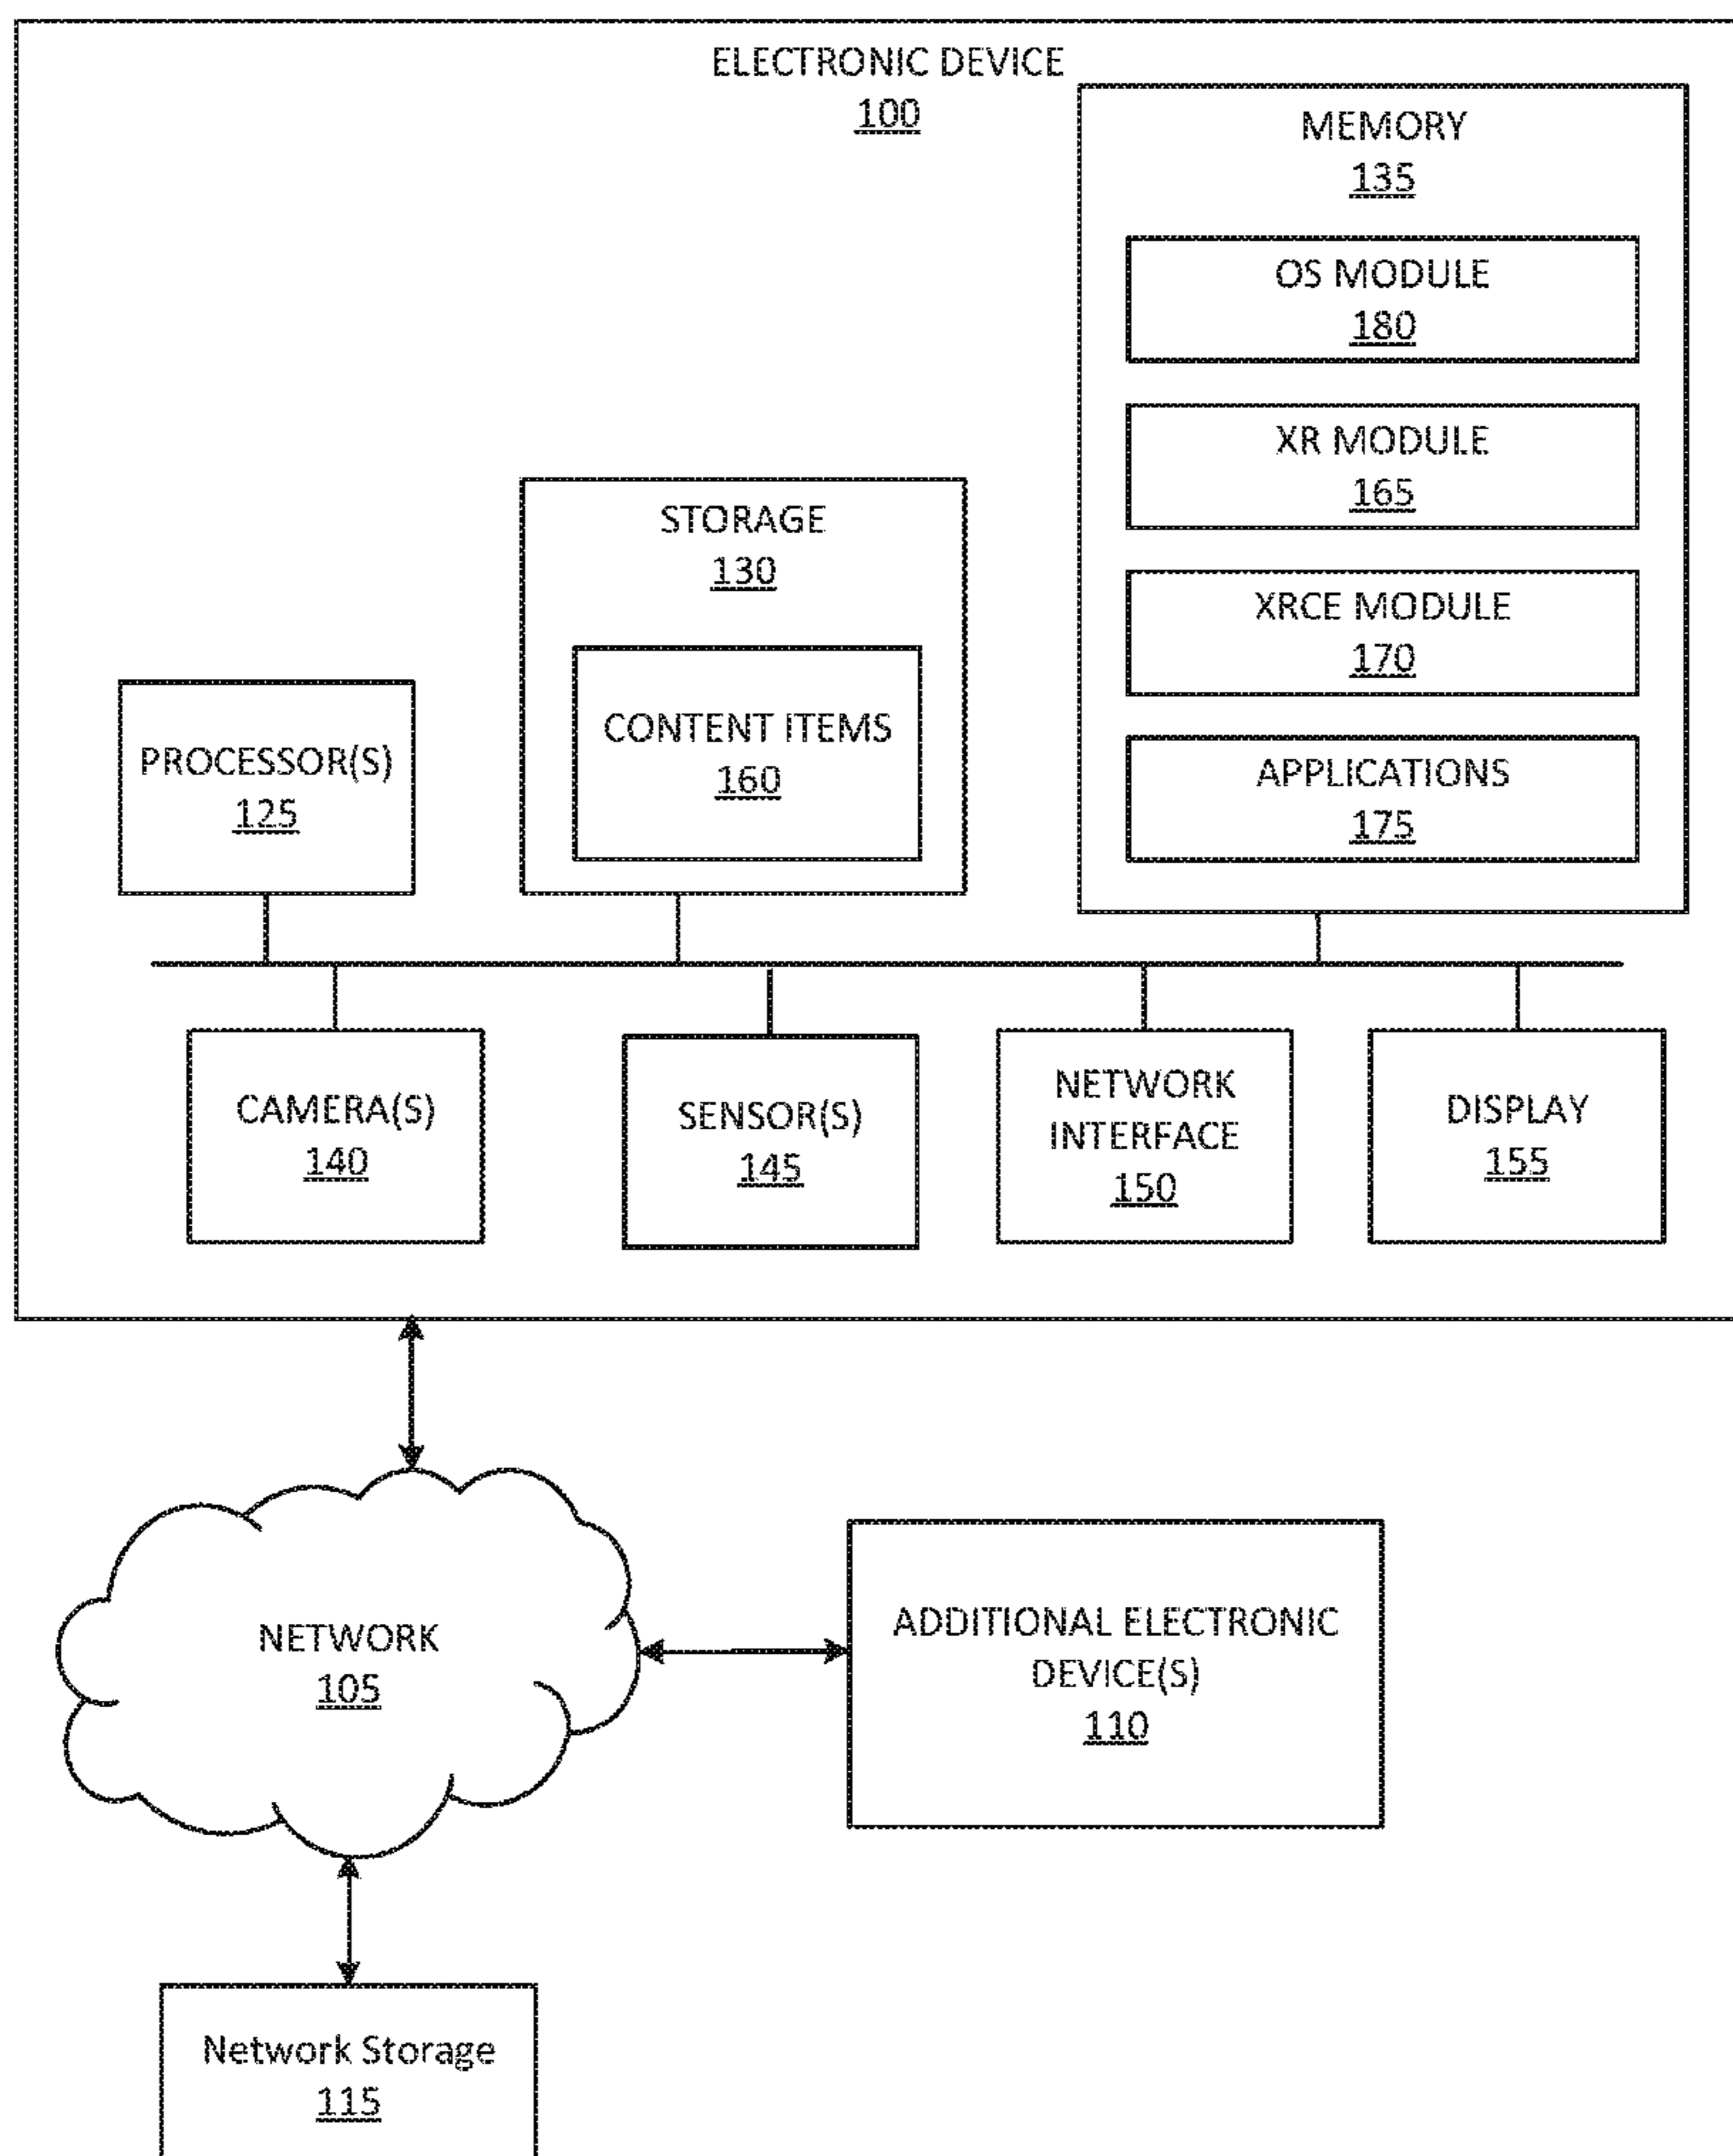 ELECTRONIC DEVICE
100
MEMORY
135
OS MODULE
180
XR MODULE
165
XRCE MODULE
170
APPLICATIONS
175
STORAGE
130
CONTENT ITEMS
160
PROCESSOR(S)
125
CAMERA(S)
140
SENSOR(S)
145
NETWORK
INTERFACE
150
DISPLAY
155
NETWORK
105
ADDITIONAL ELECTRONIC
DEVICE(S)
110
Network Storage
115